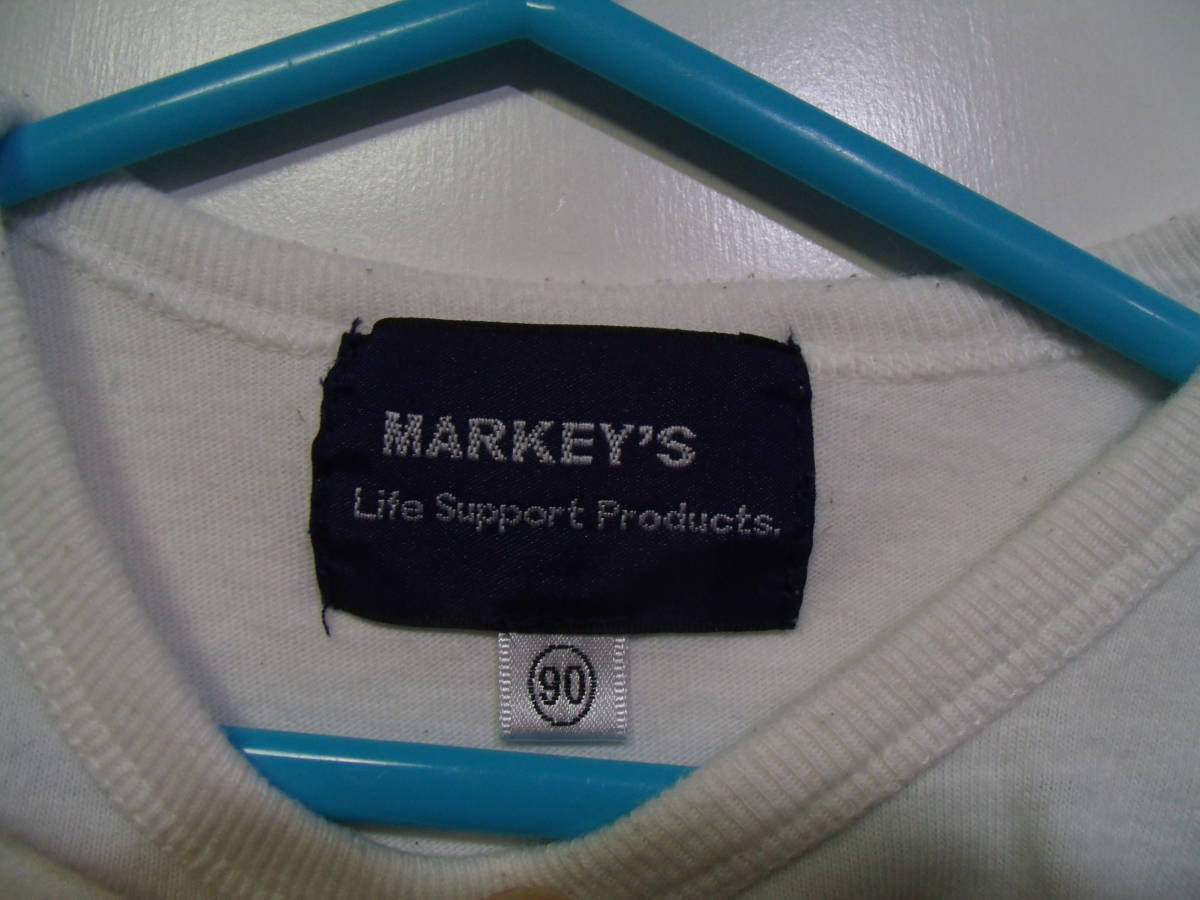 MARKEY'S
Life Support Products.
90